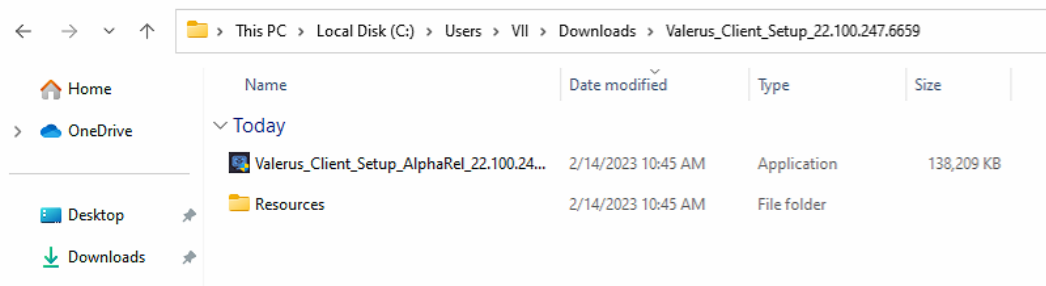 This PC > Local Disk (C:) > Users > VII > Downloads > Valerus_Client_Setup_22.100.247.6659
Home
OneDrive
Desktop
Downloads
Name Date modified Type Size
Today
Valerus_Client_Setup_AlphaRel_22.100.24... 2/14/2023 10:45 AM Application 138,209 KB
Resources 2/14/2023 10:45 AM File folder